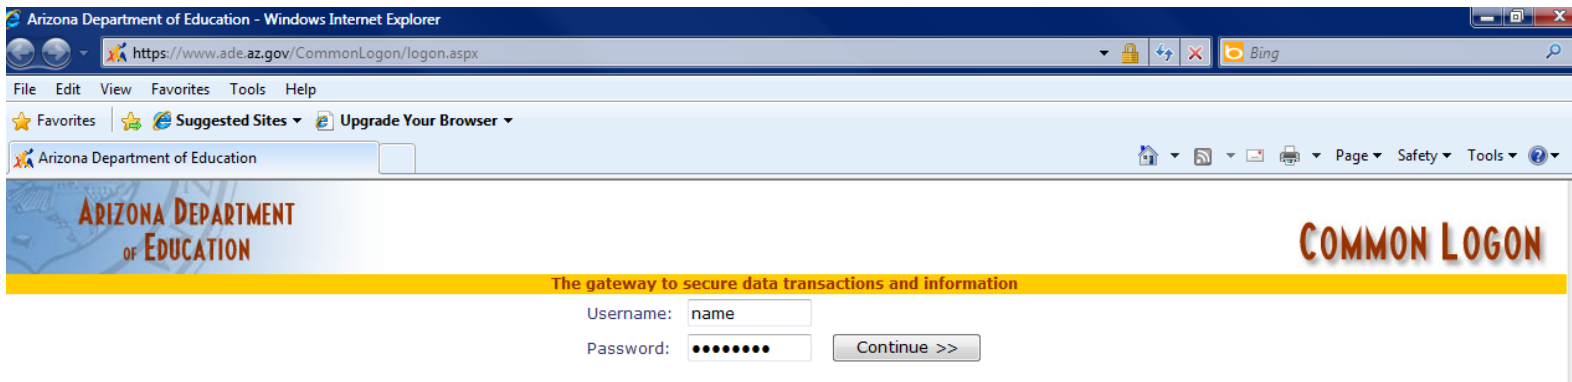 Arizona Department of Education - Windows Internet Explorer
https://www.ade.az.gov/CommonLogon/logon.aspx
Bing
File Edit View Favorites Tools Help
Favorites Suggested Sites Upgrade Your Browser
Arizona Department of Education
Page Safety Tools
ARIZONA DEPARTMENT
OF EDUCATION
COMMON LOGON
The gateway to secure data transactions and information
Username: name
Password: ••••••••
Continue >>